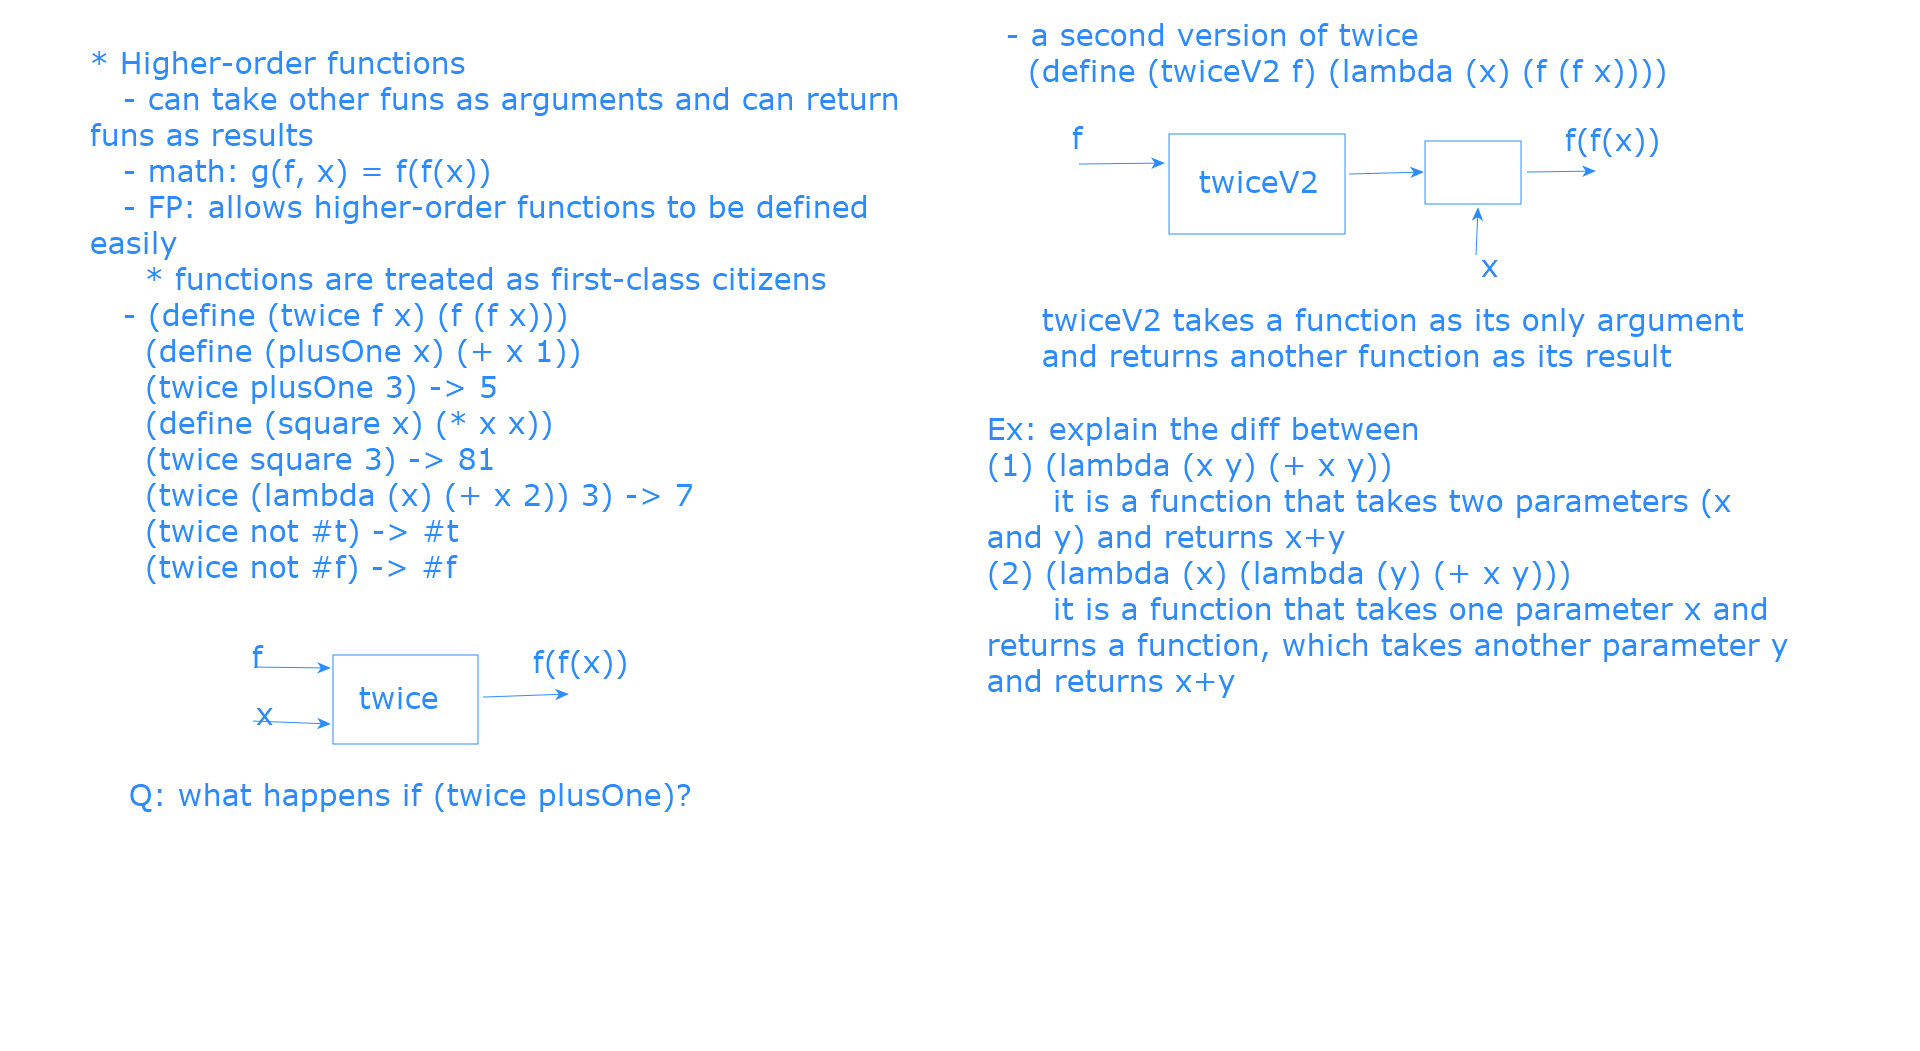 * Higher-order functions
- can take other funs as arguments and can return
funs as results
- math: g(f, x) = f(f(x))
- FP: allows higher-order functions to be defined
easily
* functions are treated as first-class citizens
- (define (twice f x) (f (f x)))
(define (plusOne x) (+ x 1))
(twice plusOne 3) -> 5
(define (square x) (* x x))
(twice square 3) -> 81
(twice (lambda (x) (+ x 2)) 3) -> 7
(twice not #t) -> #t
(twice not #f) -> #f
f
f(f(x))
twice
x
Q: what happens if (twice plusOne)?
- a second version of twice
(define (twiceV2 f) (lambda (x) (f (f x))))
f
f(f(x))
twiceV2
x
twiceV2 takes a function as its only argument
and returns another function as its result
Ex: explain the diff between
(1) (lambda (x y) (+ x y))
it is a function that takes two parameters (x
and y) and returns x+y
(2) (lambda (x) (lambda (y) (+ x y)))
it is a function that takes one parameter x and
returns a function, which takes another parameter y
and returns x+y